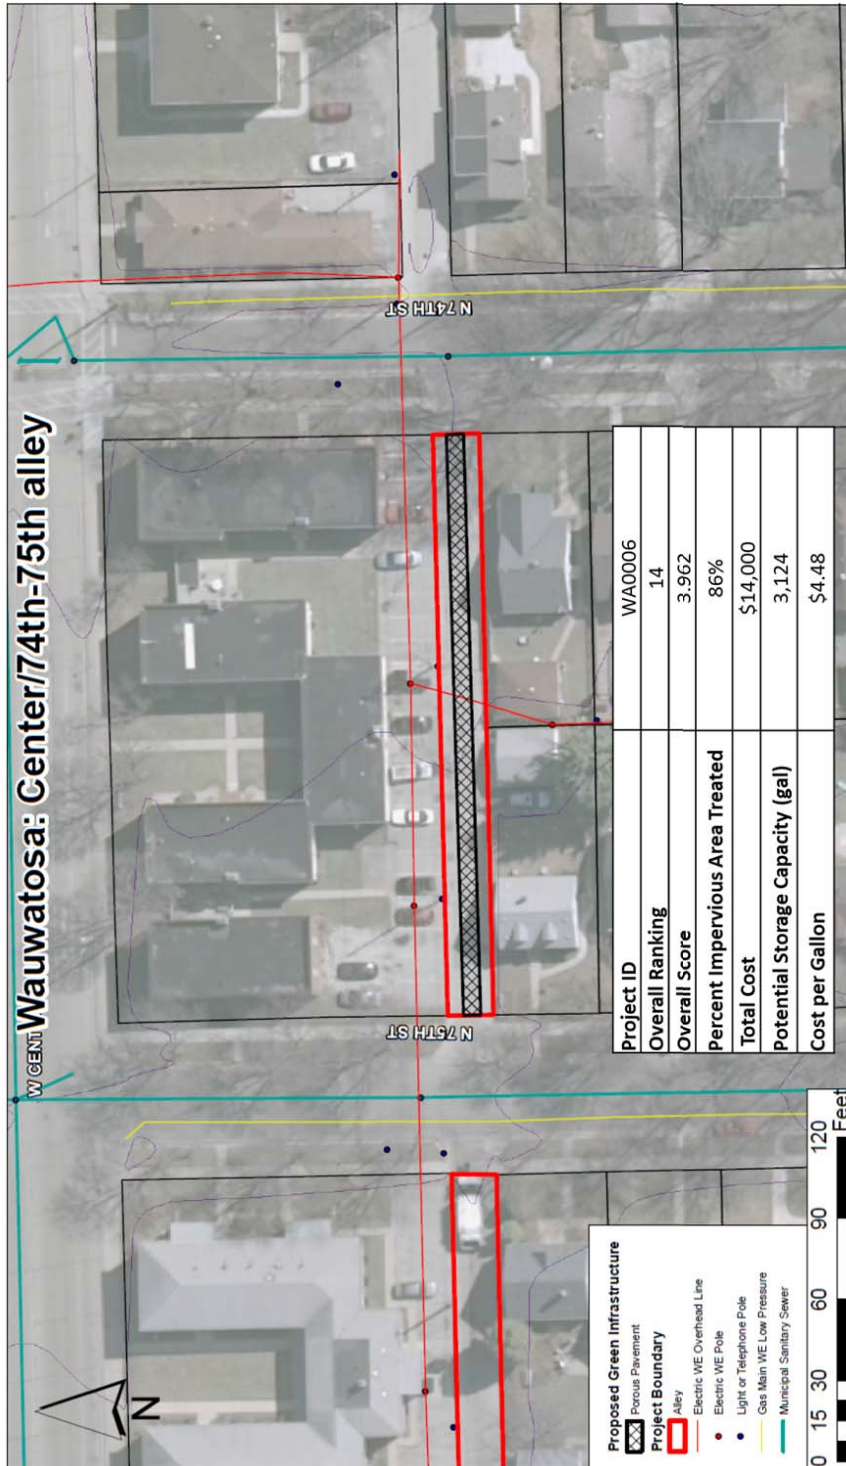 W CENT
Wauwatosa: Center/74th-75th alley
N 75TH ST
N 74TH ST
N
Project ID WA0006
Overall Ranking 14
Overall Score 3.962
Percent Impervious Area Treated 86%
Total Cost $14,000
Potential Storage Capacity (gal) 3,124
Cost per Gallon $4.48
Proposed Green Infrastructure
Porous Pavement
Project Boundary
Alley
Electric WE Overhead Line
Electric WE Pole
Light or Telephone Pole
Gas Main WE Low Pressure
Municipal Sanitary Sewer
0 15 30 60 90 120
Feet